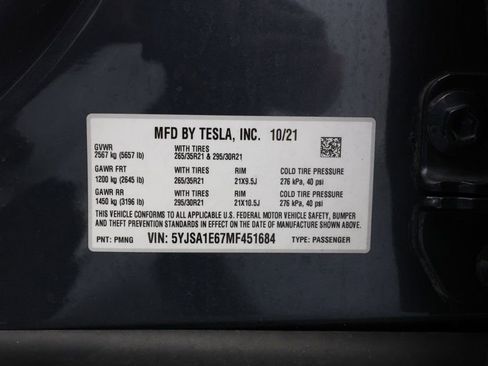 MFD BY TESLA, INC. 10/21
GVWR WITH TIRES
2567 kg (5657 lb) 265/35R21 & 295/30R21
GAWR FRT WITH TIRES RIM COLD TIRE PRESSURE
1200 kg (2645 lb) 265/35R21 21X9.5J 276 kPa, 40 psi
GAWR RR WITH TIRES RIM COLD TIRE PRESSURE
1450 kg (3196 lb) 295/30R21 21X10.5J 276 kPa, 40 psi
THIS VEHICLE CONFORMS TO ALL APPLICABLE U.S. FEDERAL MOTOR VEHICLE SAFETY, BUMPER
AND THEFT PREVENTION STANDARDS IN EFFECT ON DATE OF MANUFACTURE SHOWN ABOVE.
PNT: PMNG VIN: 5YJSA1E67MF451684 TYPE: PASSENGER